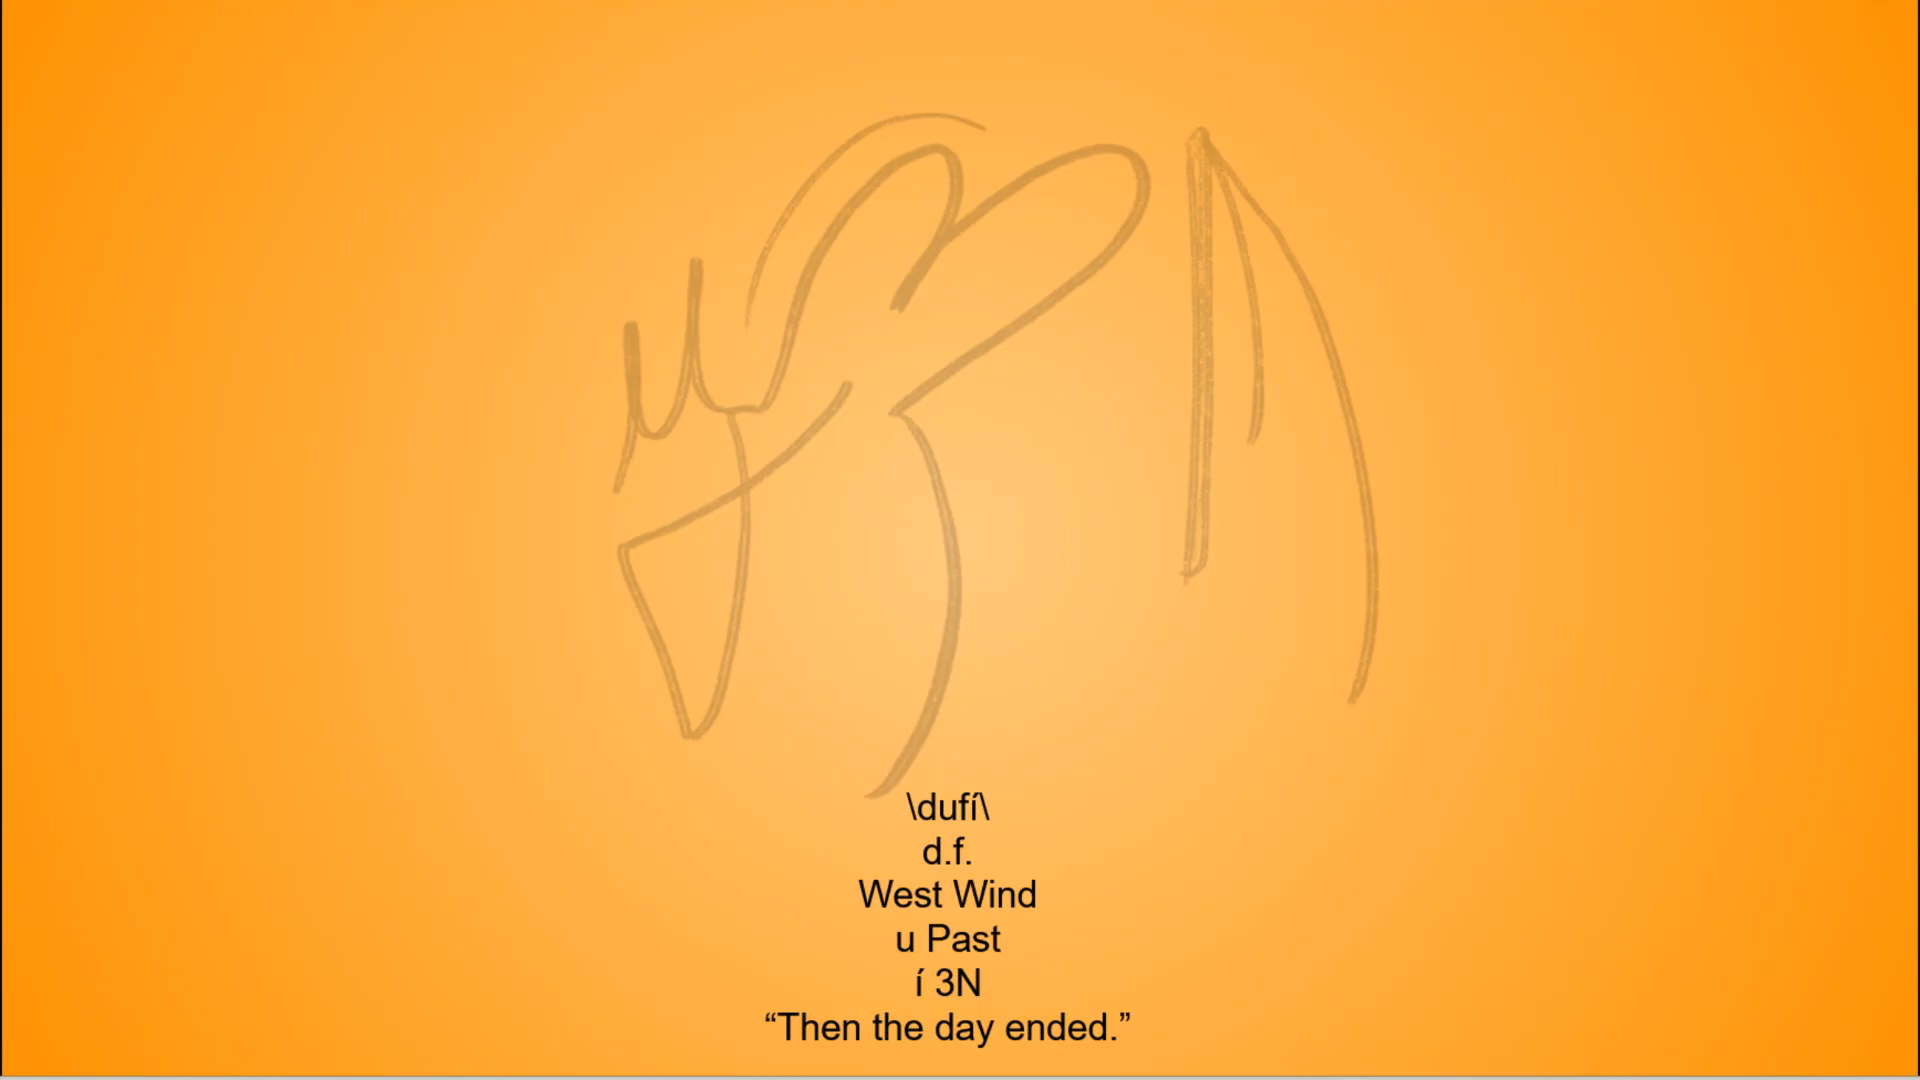 \dufí\
d.f.
West Wind
u Past
í 3N
“Then the day ended.”